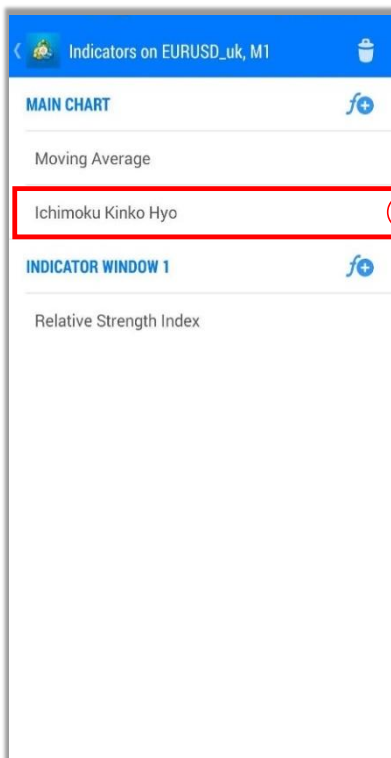 Indicators on EURUSD_uk, M1
MAIN CHART
Moving Average
Ichimoku Kinko Hyo
INDICATOR WINDOW 1
Relative Strength Index